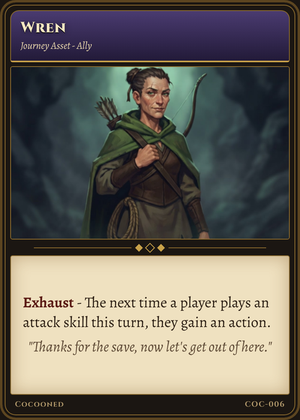 Wren
Journey Asset - Ally
Exhaust - The next time a player plays an
attack skill this turn, they gain an action.
"Thanks for the save, now let's get out of here."
Cocooned
COC-006